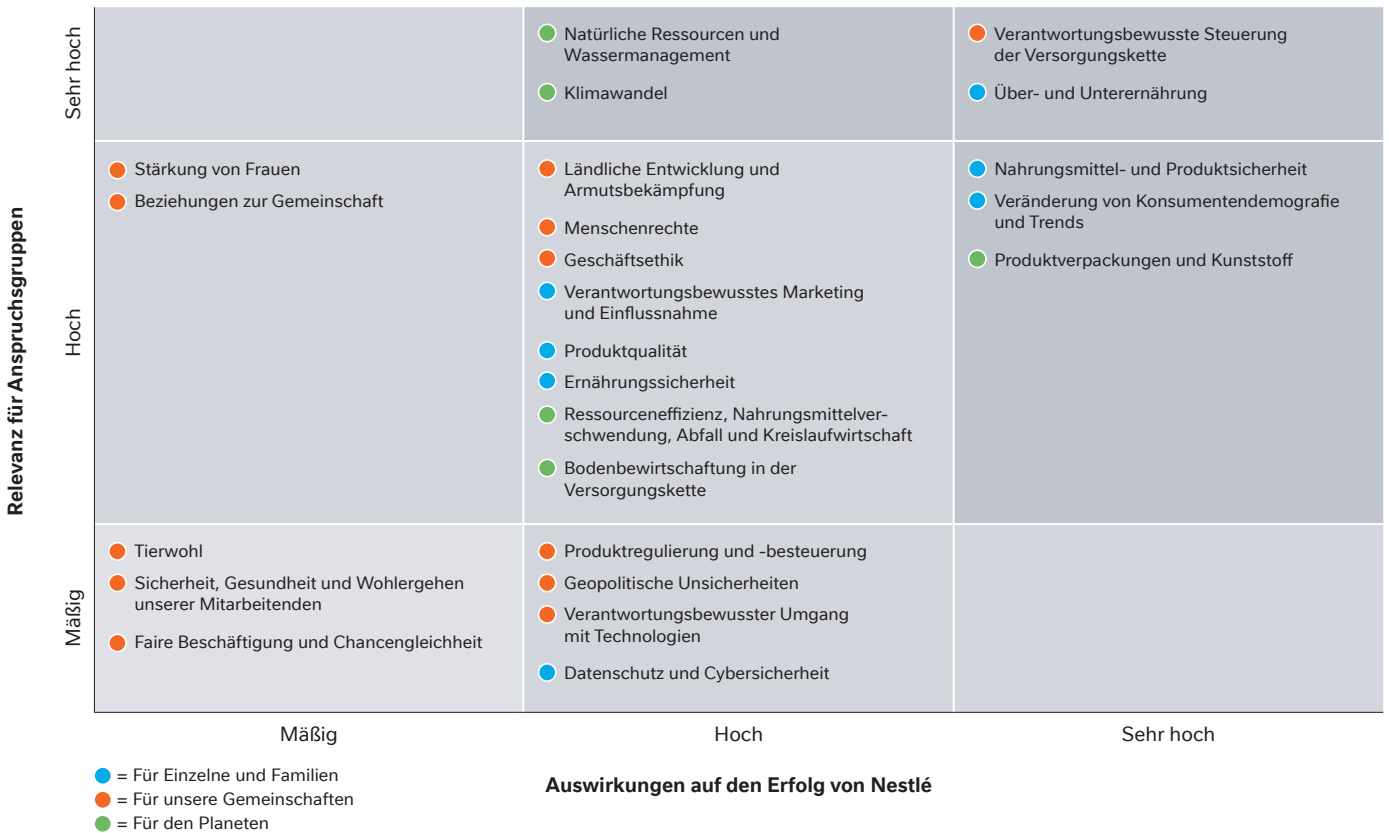 Relevanz für Anspruchsgruppen
Sehr hoch
Natürliche Ressourcen und
Wassermanagement
Klimawandel
Verantwortungsbewusste Steuerung
der Versorgungskette
Über- und Unterernährung
Hoch
Stärkung von Frauen
Beziehungen zur Gemeinschaft
Ländliche Entwicklung und
Armutsbekämpfung
Menschenrechte
Geschäftsethik
Verantwortungsbewusstes Marketing
und Einflussnahme
Produktqualität
Ernährungssicherheit
Ressourceneffizienz, Nahrungsmittelver-
schwendung, Abfall und Kreislaufwirtschaft
Bodenbewirtschaftung in der
Versorgungskette
Nahrungsmittel- und Produktsicherheit
Veränderung von Konsumentendemografie
und Trends
Produktverpackungen und Kunststoff
Mäßig
Tierwohl
Sicherheit, Gesundheit und Wohlergehen
unserer Mitarbeitenden
Faire Beschäftigung und Chancengleichheit
Produktregulierung und -besteuerung
Geopolitische Unsicherheiten
Verantwortungsbewusster Umgang
mit Technologien
Datenschutz und Cybersicherheit
Mäßig
Hoch
Sehr hoch
Auswirkungen auf den Erfolg von Nestlé
= Für Einzelne und Familien
= Für unsere Gemeinschaften
= Für den Planeten